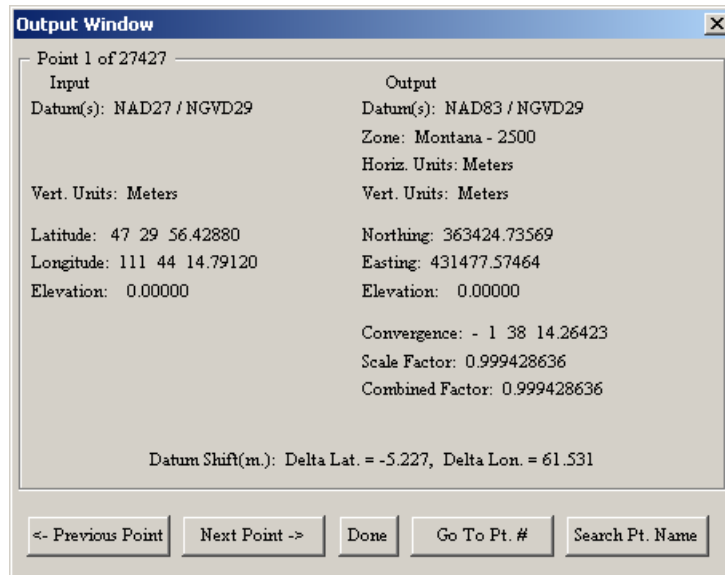 Output Window
Point 1 of 27427
Input
Datum(s): NAD27 / NGVD29
Vert. Units: Meters
Latitude: 47 29 56.42880
Longitude: 111 44 14.79120
Elevation: 0.00000
Output
Datum(s): NAD83 / NGVD29
Zone: Montana - 2500
Horiz. Units: Meters
Vert. Units: Meters
Northing: 363424.73569
Easting: 431477.57464
Elevation: 0.00000
Convergence: - 1 38 14.26423
Scale Factor: 0.999428636
Combined Factor: 0.999428636
Datum Shift(m.): Delta Lat. = -5.227, Delta Lon. = 61.531
<- Previous Point
Next Point ->
Done
Go To Pt. #
Search Pt. Name